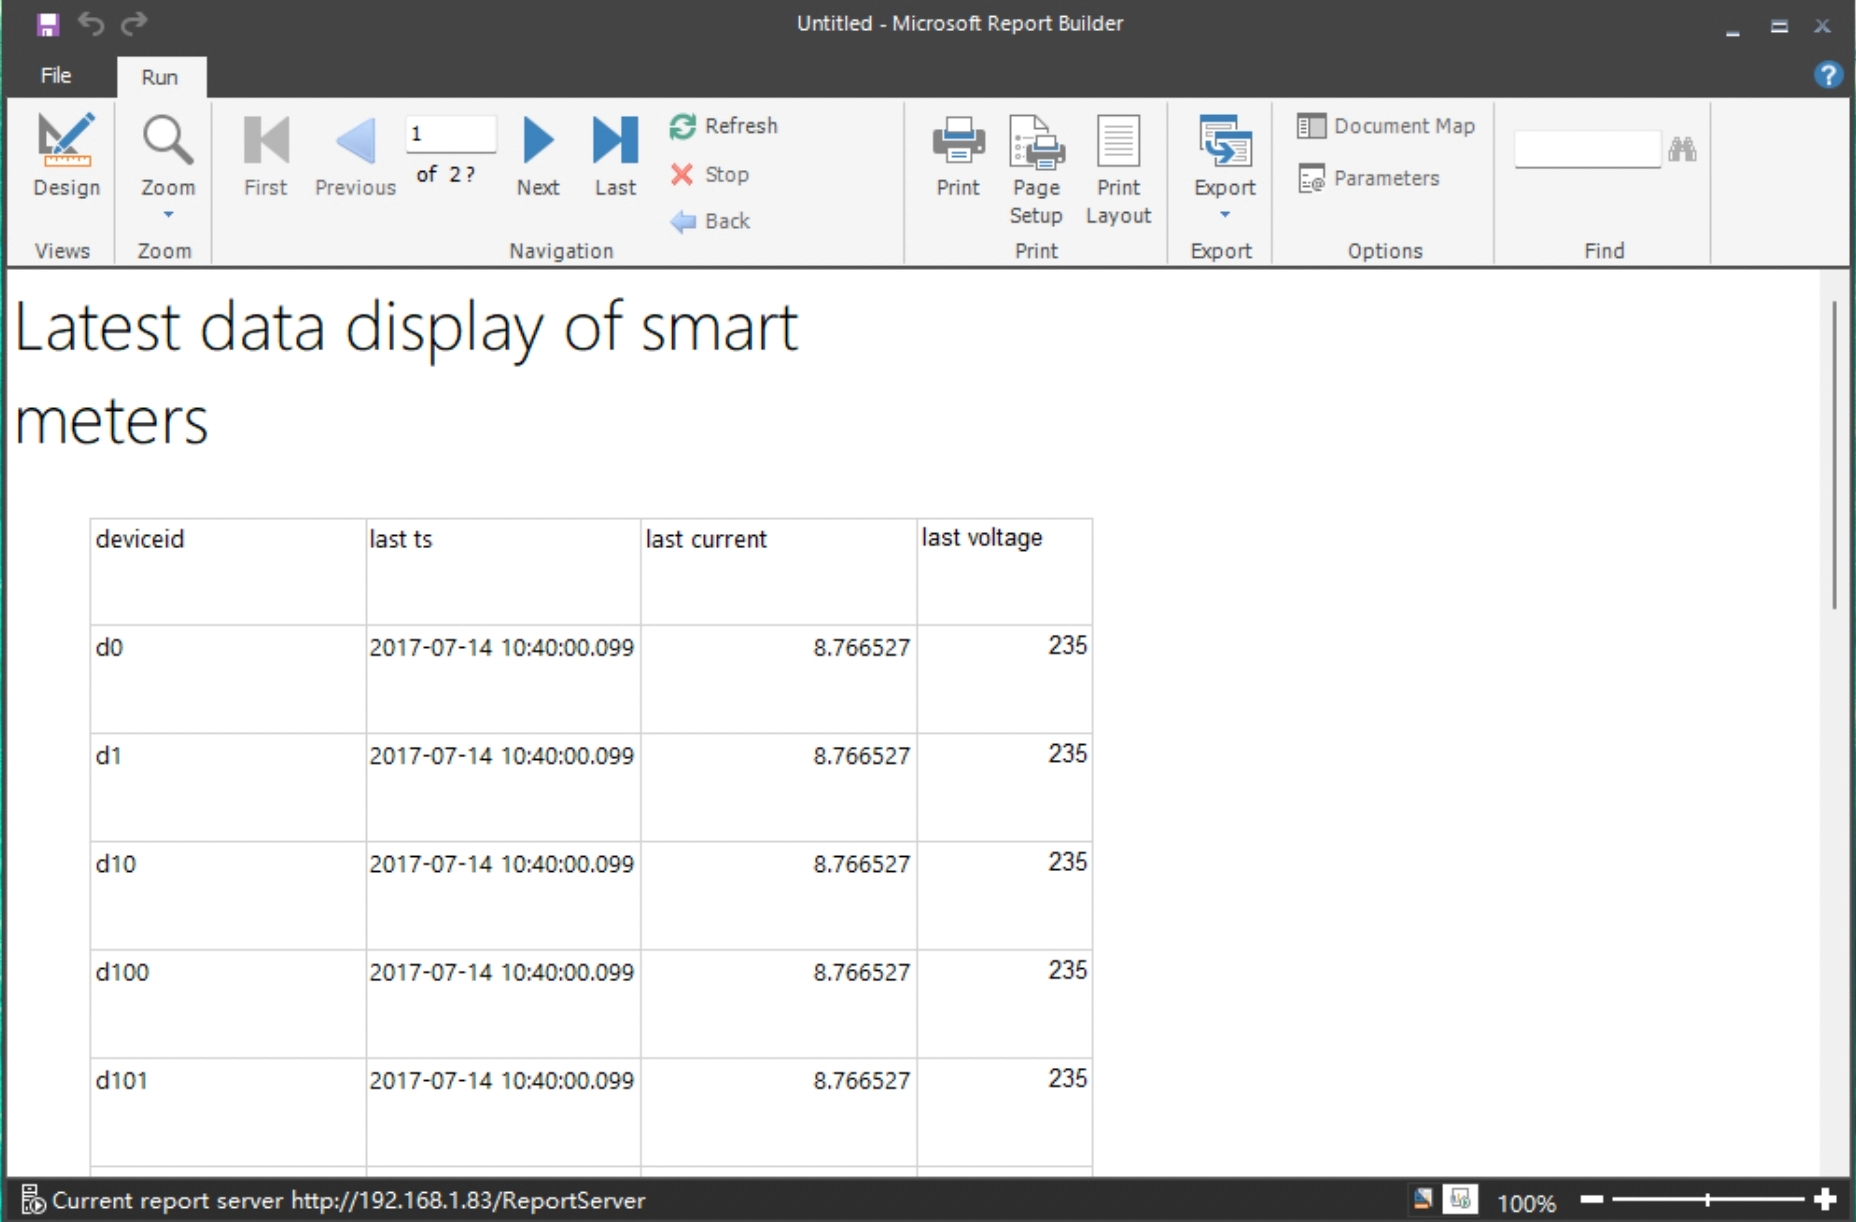 Untitled - Microsoft Report Builder
File Run
?
Design
Views
Zoom
Zoom
First Previous 1 of 2 ? Next Last
Refresh
Stop
Back
Navigation
Print Page Setup Print Layout
Print
Export
Export
Document Map
Parameters
Options
Find
Latest data display of smart
meters
deviceid last ts last current last voltage
d0 2017-07-14 10:40:00.099 8.766527 235
d1 2017-07-14 10:40:00.099 8.766527 235
d10 2017-07-14 10:40:00.099 8.766527 235
d100 2017-07-14 10:40:00.099 8.766527 235
d101 2017-07-14 10:40:00.099 8.766527 235
Current report server http://192.168.1.83/ReportServer 100%